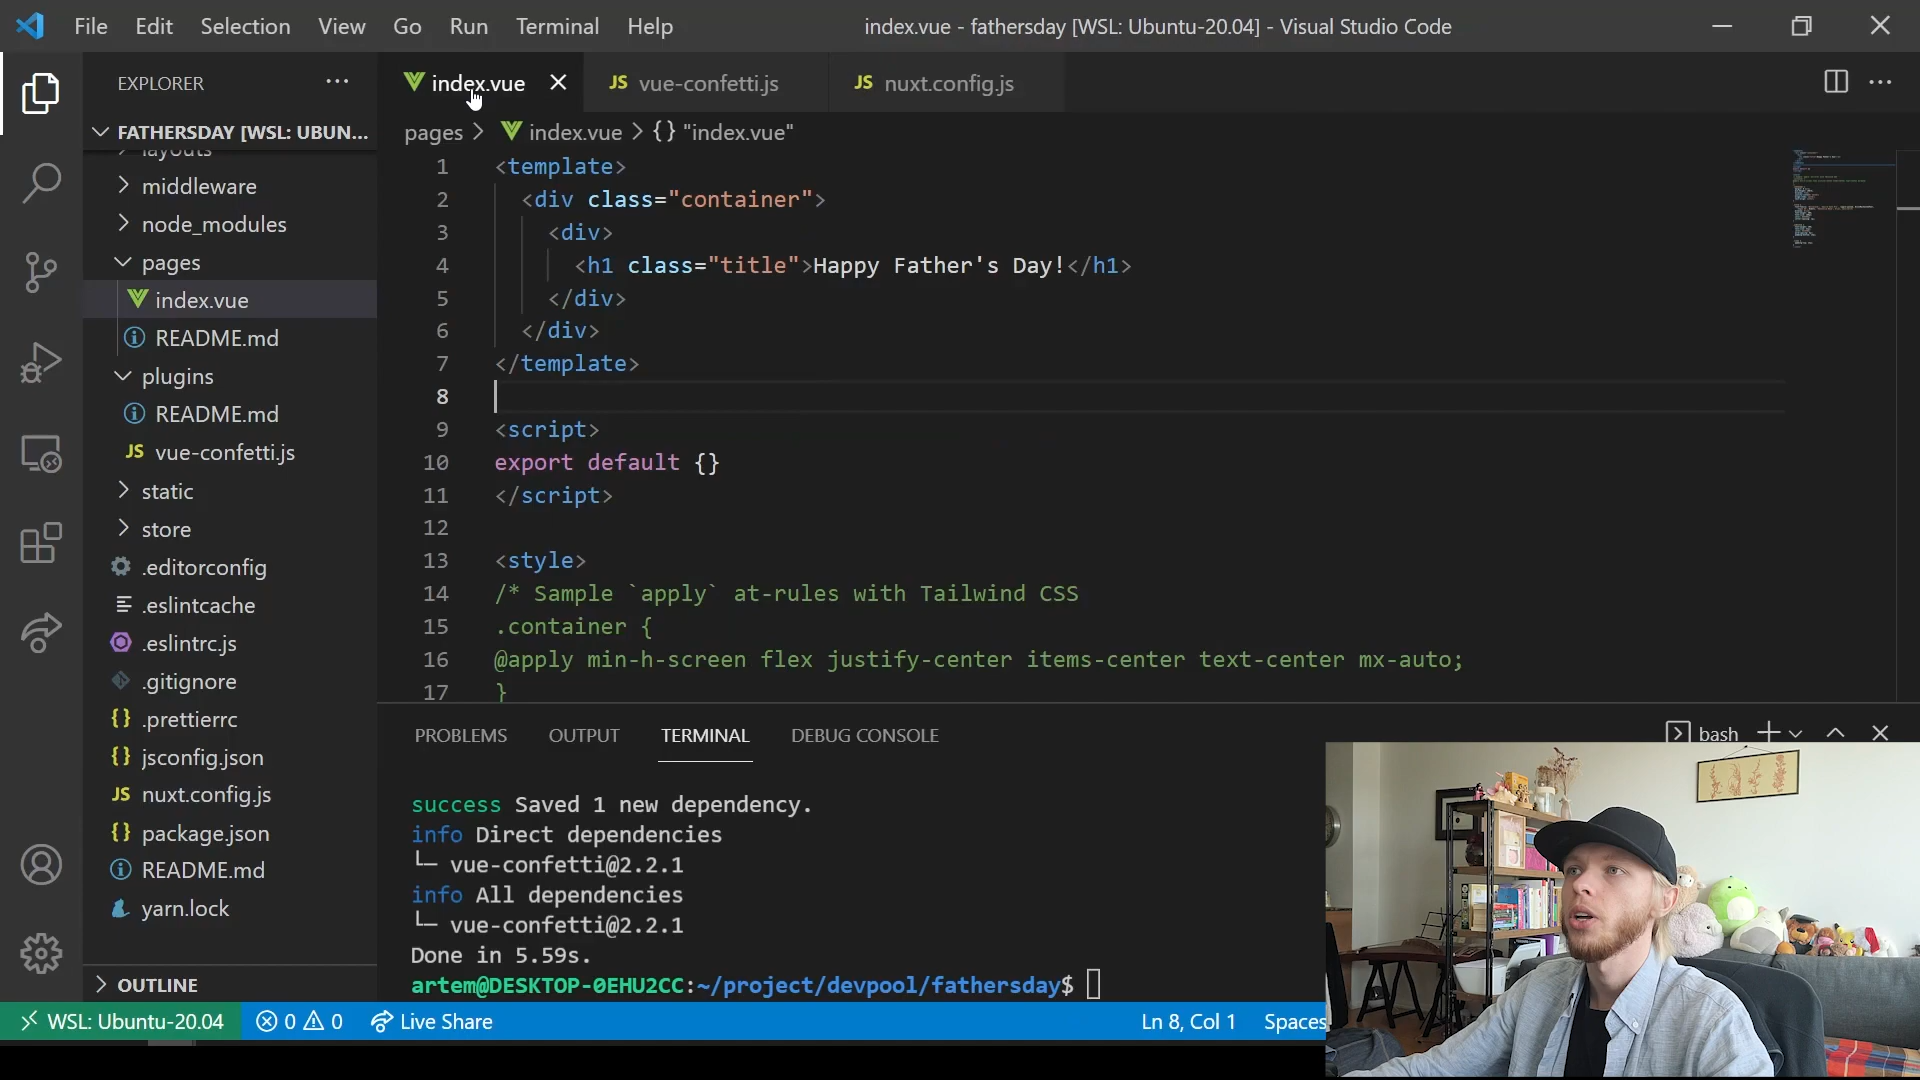 File Edit Selection View Go Run Terminal Help
index.vue - fathersday [WSL: Ubuntu-20.04] - Visual Studio Code
EXPLORER
FATHERSDAY [WSL: UBUN...
layouts
middleware
node_modules
pages
index.vue
README.md
plugins
README.md
vue-confetti.js
static
store
.editorconfig
.eslintcache
.eslintrc.js
.gitignore
.prettierrc
jsconfig.json
nuxt.config.js
package.json
README.md
yarn.lock
OUTLINE
index.vue
JS vue-confetti.js
JS nuxt.config.js
pages > index.vue > {} "index.vue"
1 <template>
2 <div class="container">
3 <div>
4 <h1 class="title">Happy Father's Day!</h1>
5 </div>
6 </div>
7 </template>
8
9 <script>
10 export default {}
11 </script>
12
13 <style>
14 /* Sample `apply` at-rules with Tailwind CSS
15 .container {
16 @apply min-h-screen flex justify-center items-center text-center mx-auto;
17 }
PROBLEMS OUTPUT TERMINAL DEBUG CONSOLE
bash
success Saved 1 new dependency.
info Direct dependencies
└─ vue-confetti@2.2.1
info All dependencies
└─ vue-confetti@2.2.1
Done in 5.59s.
artem@DESKTOP-0EHU2CC:~/project/devpool/fathersday$
WSL: Ubuntu-20.04 0 0 Live Share Ln 8, Col 1 Spaces